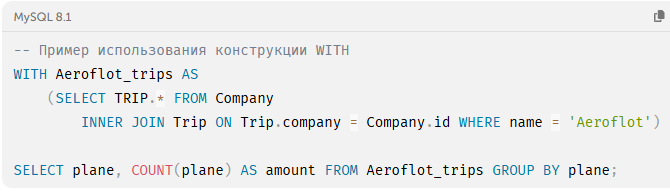 MySQL 8.1
-- Пример использования конструкции WITH
WITH Aeroflot_trips AS
    (SELECT TRIP.* FROM Company
        INNER JOIN Trip ON Trip.company = Company.id WHERE name = 'Aeroflot')
SELECT plane, COUNT(plane) AS amount FROM Aeroflot_trips GROUP BY plane;